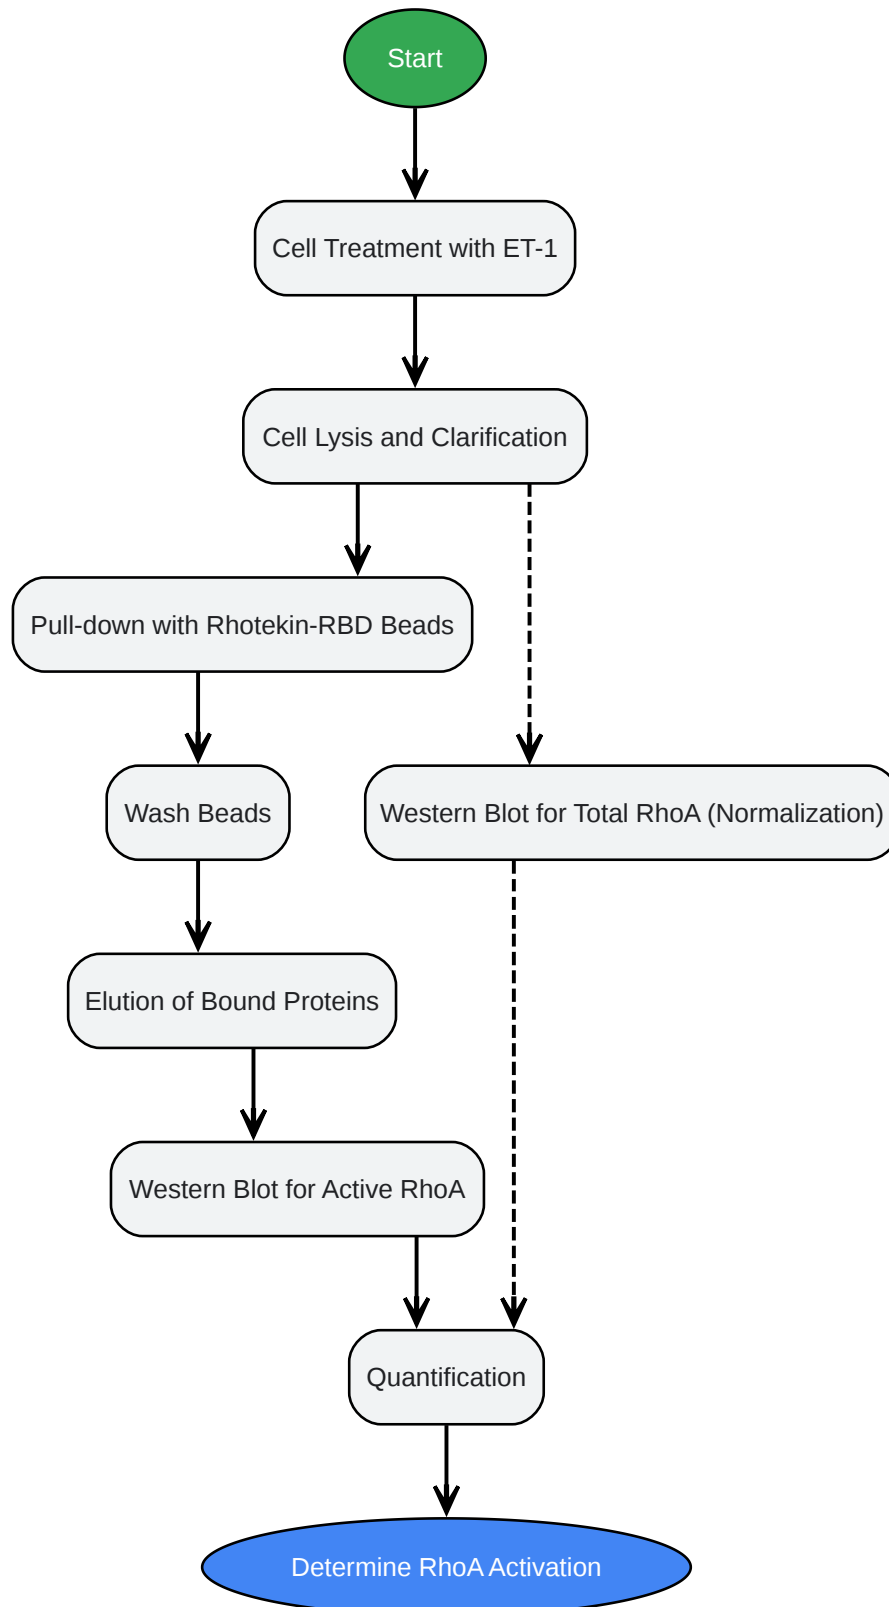 Start
Cell Treatment with ET-1
Cell Lysis and Clarification
Pull-down with Rhotekin-RBD Beads
Wash Beads
Western Blot for Total RhoA (Normalization)
Elution of Bound Proteins
Western Blot for Active RhoA
Quantification
Determine RhoA Activation